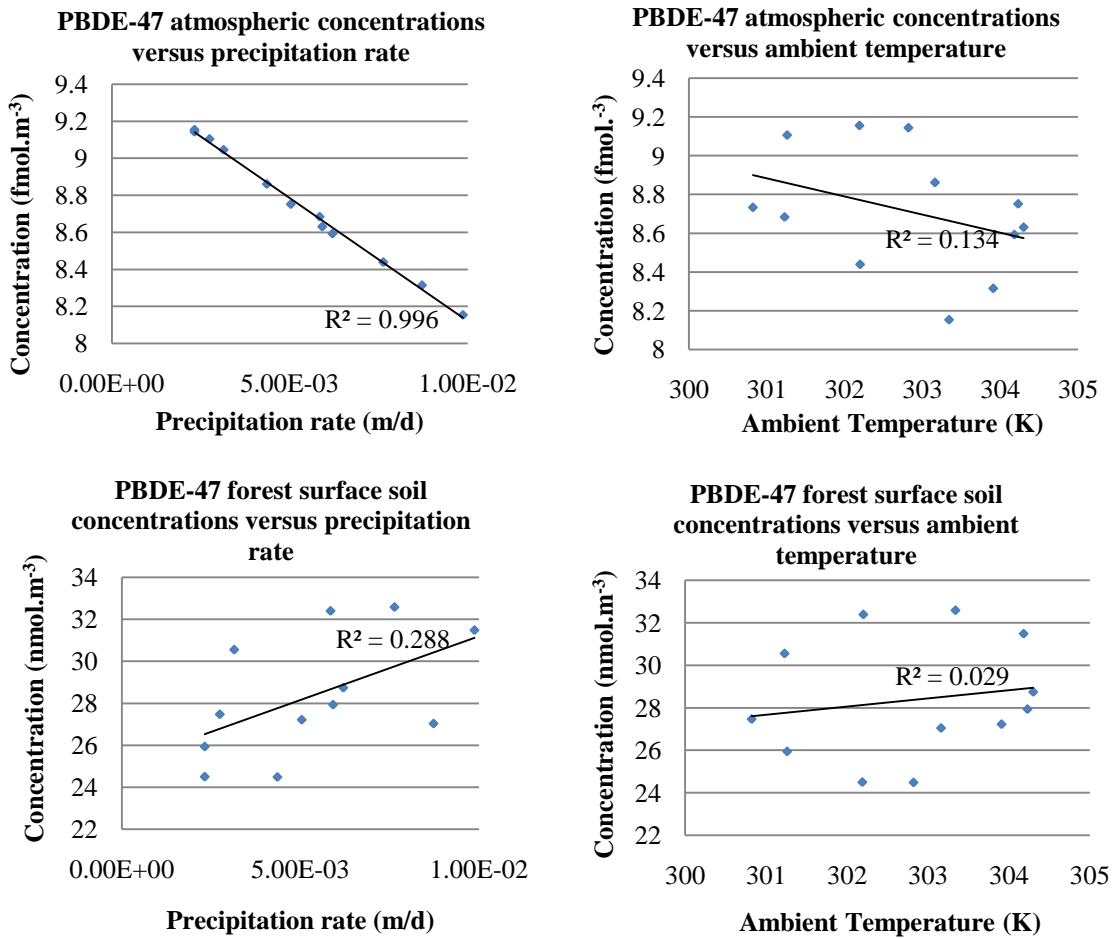 PBDE-47 atmospheric concentrations
versus precipitation rate
Concentration (fmol.m-3)
9.4
9.2
9
8.8
8.6
8.4
8.2
8
R² = 0.996
0.00E+00 5.00E-03 1.00E-02
Precipitation rate (m/d)
PBDE-47 atmospheric concentrations
versus ambient temperature
Concentration (fmol.-3)
9.4
9.2
9
8.8
8.6
8.4
8.2
8
R² = 0.134
300 301 302 303 304 305
Ambient Temperature (K)
PBDE-47 forest surface soil
concentrations versus precipitation
rate
Concentration (nmol.m-3)
34
32
30
28
26
24
22
R² = 0.288
0.00E+00 5.00E-03 1.00E-02
Precipitation rate (m/d)
PBDE-47 forest surface soil
concentrations versus ambient
temperature
Concentration (nmol.m-3)
34
32
30
28
26
24
22
R² = 0.029
300 301 302 303 304 305
Ambient Temperature (K)